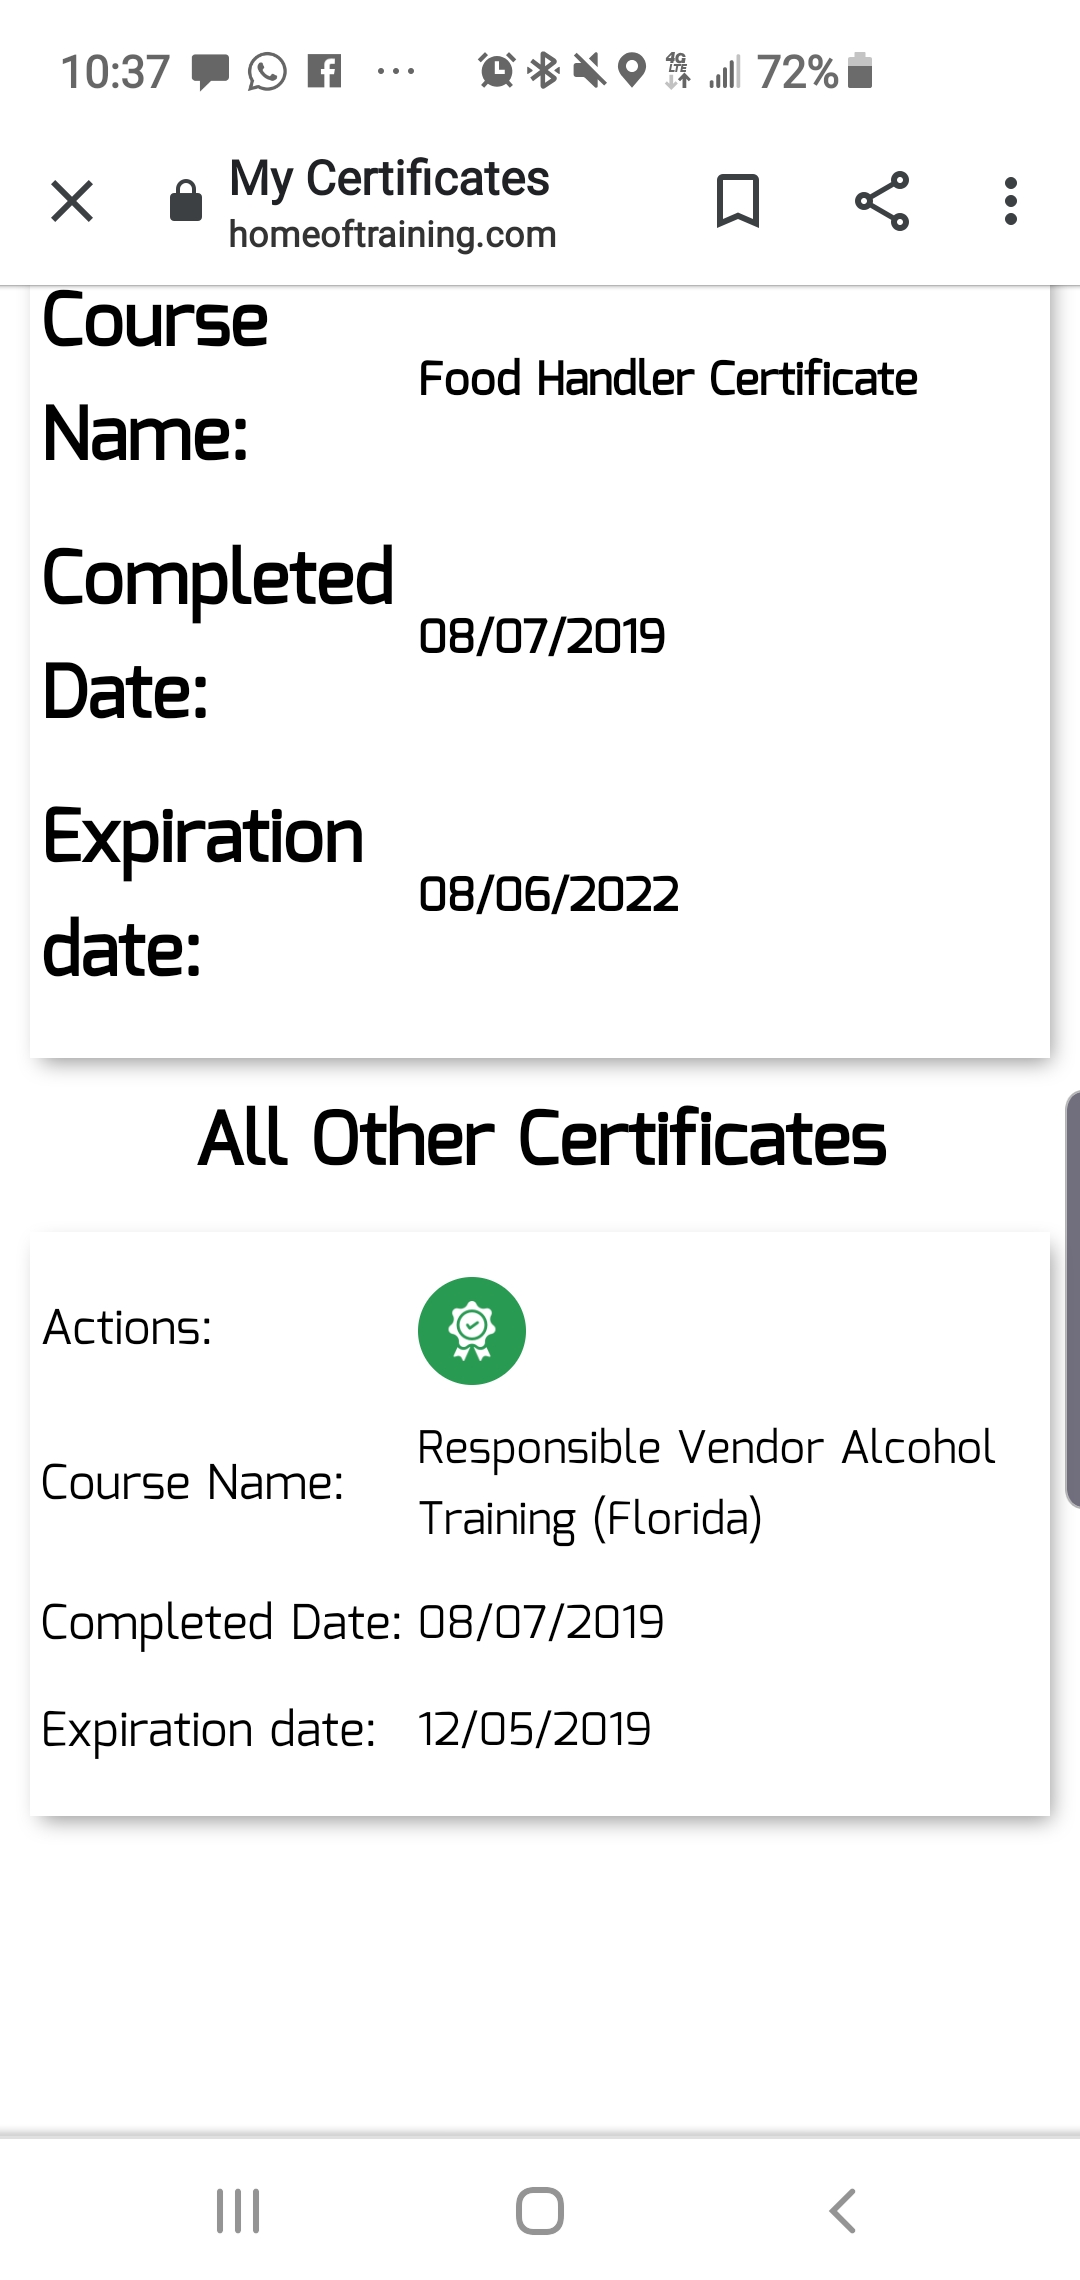 10:37 ... 4G LTE 72%
My Certificates
homeoftraining.com
Course
Name:
Food Handler Certificate
Completed
Date:
08/07/2019
Expiration
date:
08/06/2022
All Other Certificates
Actions:
Course Name:
Responsible Vendor Alcohol
Training (Florida)
Completed Date: 08/07/2019
Expiration date: 12/05/2019